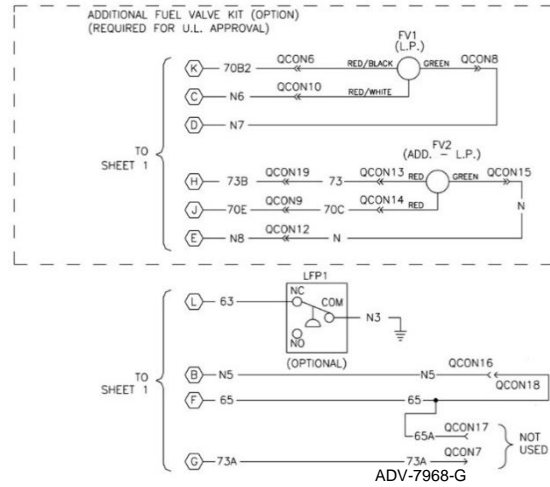 ADDITIONAL FUEL VALVE KIT (OPTION)
(REQUIRED FOR U.L. APPROVAL)
FV1
(L.P.)
K 70B2 QCON6 RED/BLACK GREEN QCON8
C N6 QCON10 RED/WHITE
D N7
TO
SHEET 1
FV2
(ADD. - L.P.)
H 73B QCON19 73 QCON13 RED GREEN QCON15
J 70E QCON9 70C QCON14 RED N
E N8 QCON12 N
LFP1
NC
L 63 COM N3
NO
(OPTIONAL)
B N5 N5 QCON16
TO
SHEET 1
QCON18
F 65 65
65A QCON17
NOT
USED
G 73A 73A QCON7
ADV-7968-G